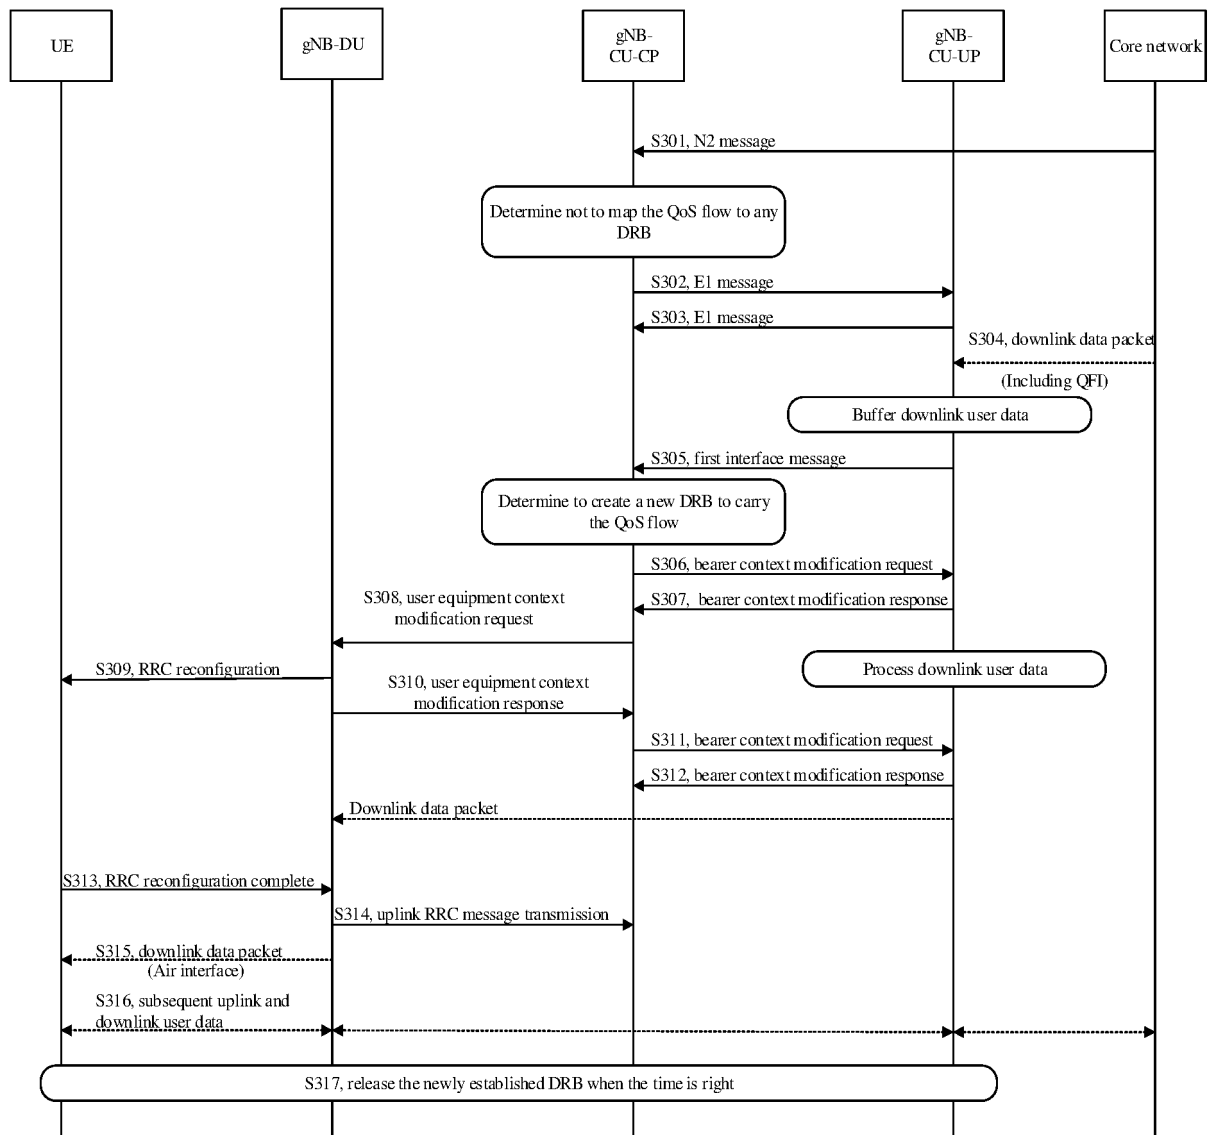 UE
gNB-DU
gNB-
CU-CP
gNB-
CU-UP
Core network
S301, N2 message
Determine not to map the QoS flow to any
DRB
S302, E1 message
S303, E1 message
S304, downlink data packet
(Including QFI)
Buffer downlink user data
S305, first interface message
Determine to create a new DRB to carry
the QoS flow
S306, bearer context modification request
S308, user equipment context
modification request
S307, bearer context modification response
S309, RRC reconfiguration
Process downlink user data
S310, user equipment context
modification response
S311, bearer context modification request
S312, bearer context modification response
Downlink data packet
S313, RRC reconfiguration complete
S314, uplink RRC message transmission
S315, downlink data packet
(Air interface)
S316, subsequent uplink and
downlink user data
S317, release the newly established DRB when the time is right